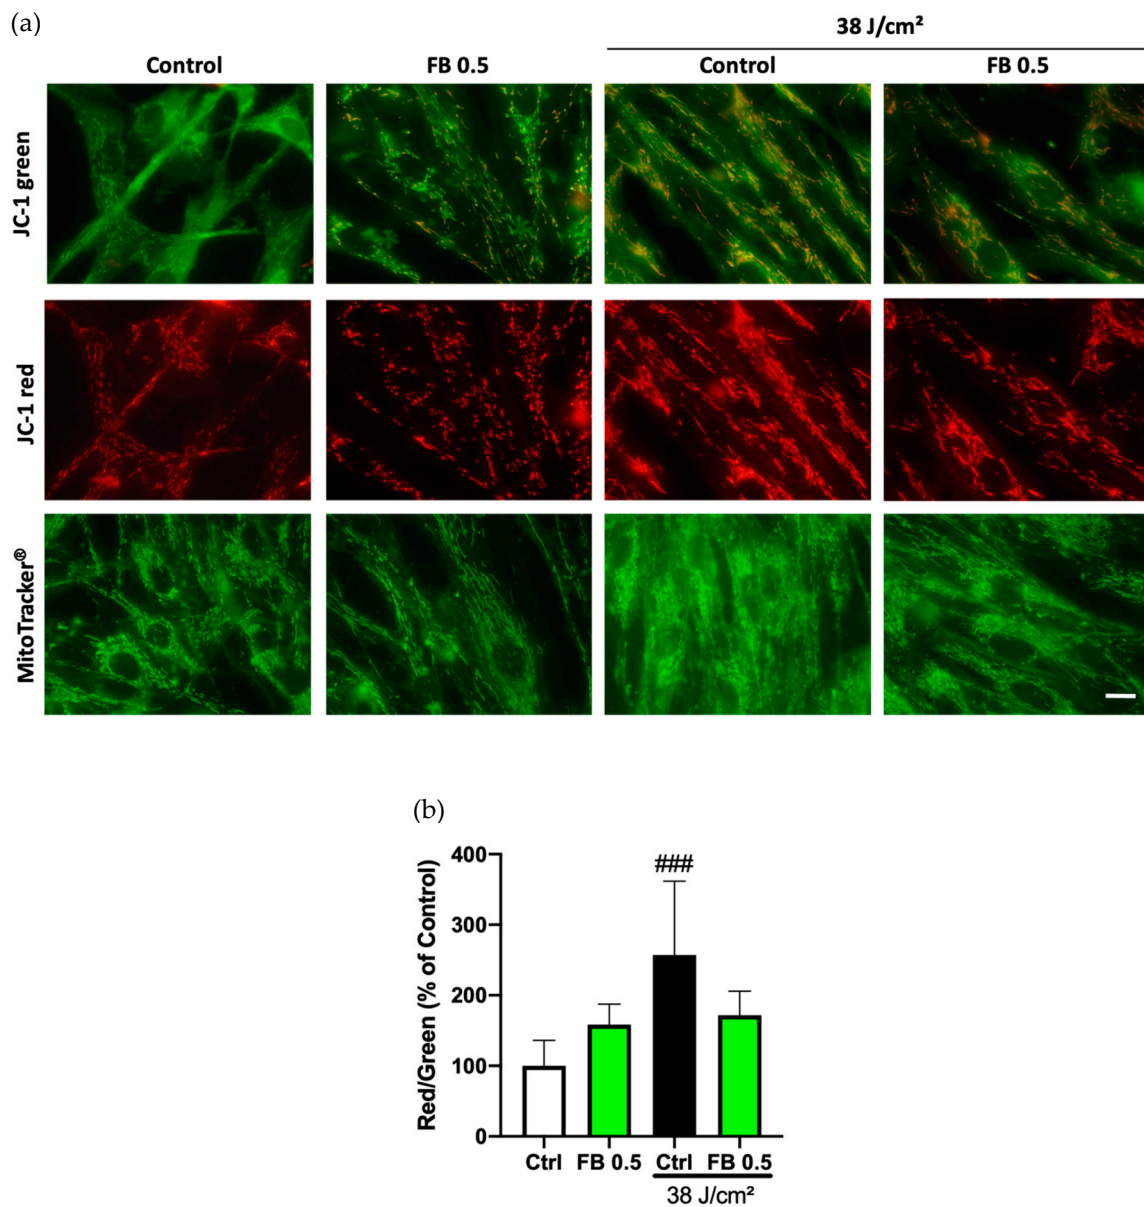 (a)
38 J/cm²
Control FB 0.5 Control FB 0.5
JC-1 green
JC-1 red
MitoTracker®
(b)
Red/Green (% of Control)
400
300
200
100
0
###
Ctrl FB 0.5 Ctrl FB 0.5
38 J/cm²